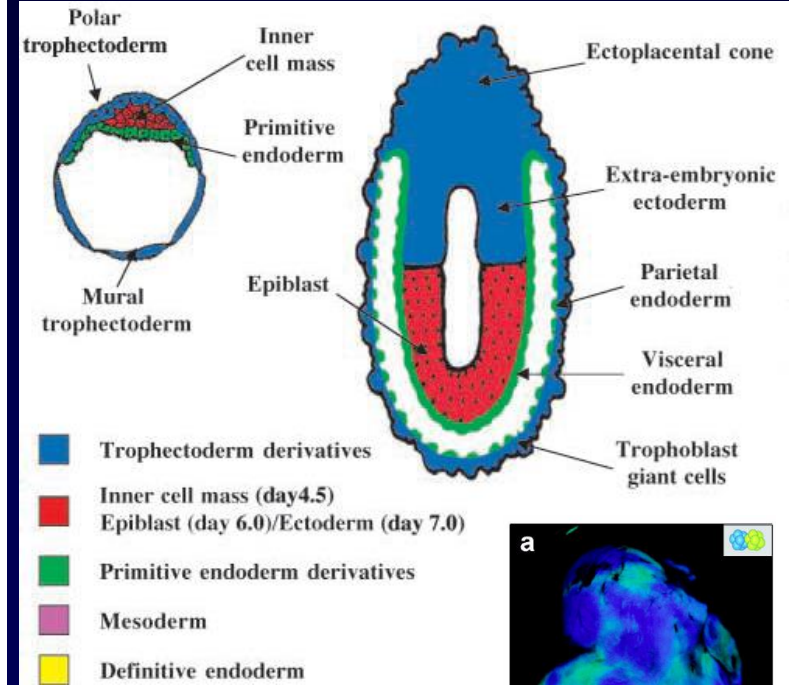 Polar
trophectoderm
Inner
cell mass
Primitive
endoderm
Mural
trophectoderm
Ectoplacental cone
Extra-embryonic
ectoderm
Epiblast
Parietal
endoderm
Visceral
endoderm
Trophoblast
giant cells
Trophectoderm derivatives
Inner cell mass (day4.5)
Epiblast (day 6.0)/Ectoderm (day 7.0)
Primitive endoderm derivatives
Mesoderm
Definitive endoderm
a